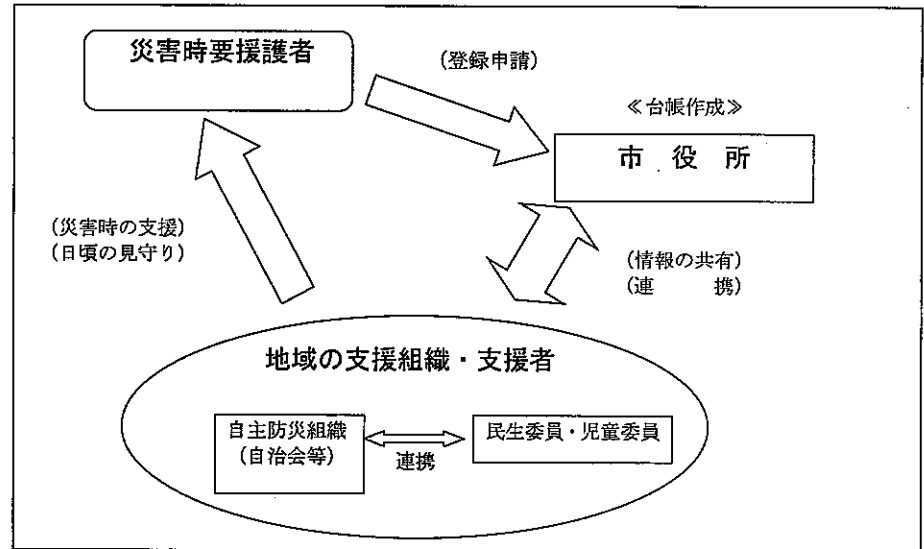 災害時要援護者
(登録申請)
≪台帳作成≫
市 役 所
(災害時の支援)
(日頃の見守り)
(情報の共有)
(連 携)
地域の支援組織・支援者
自主防災組織
(自治会等)
連携
民生委員・児童委員